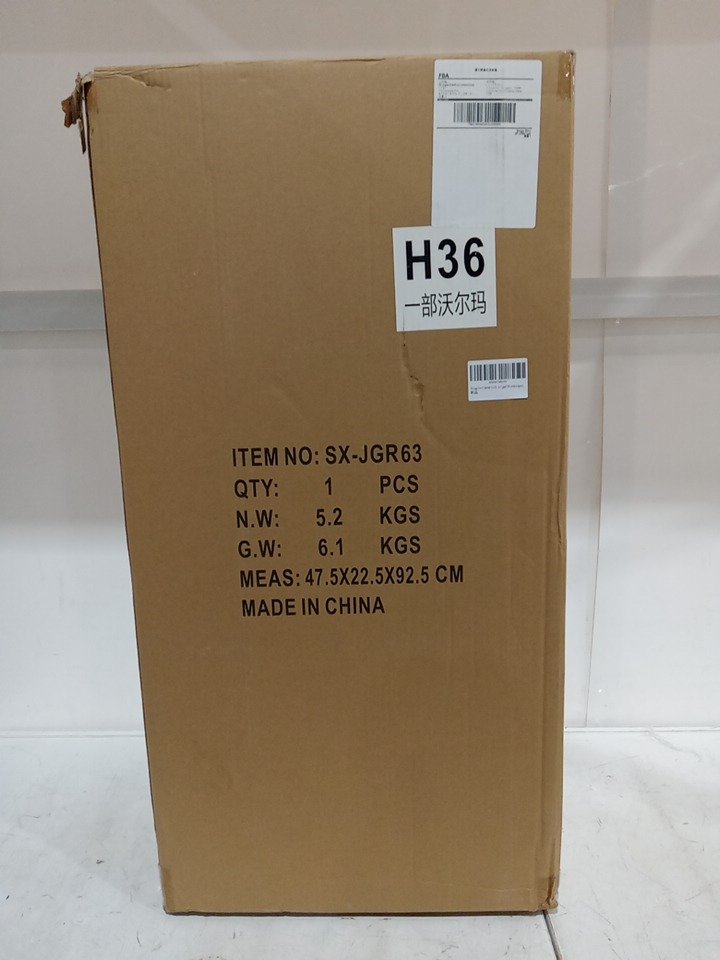 FBA
H36
一部沃尔玛
ITEM NO: SX-JGR63
QTY: 1 PCS
N.W: 5.2 KGS
G.W: 6.1 KGS
MEAS: 47.5X22.5X92.5 CM
MADE IN CHINA